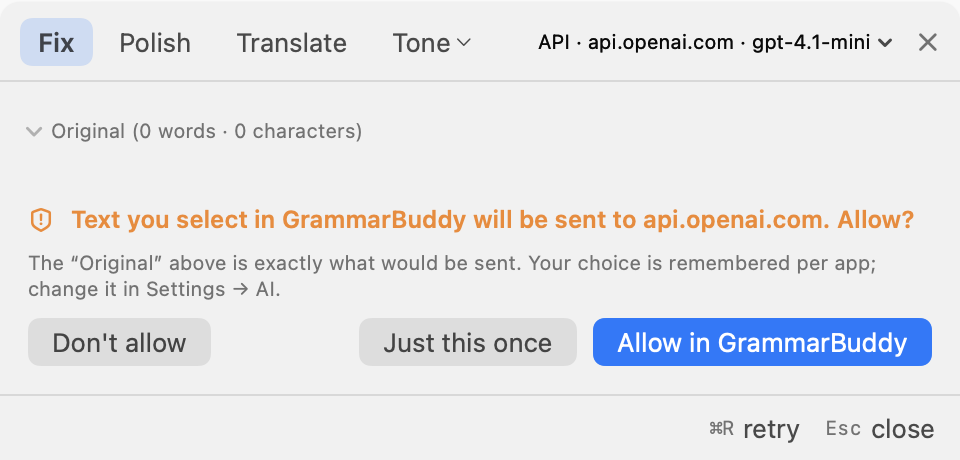 Fix Polish Translate Tone API · api.openai.com · gpt-4.1-mini
Original (0 words · 0 characters)
Text you select in GrammarBuddy will be sent to api.openai.com. Allow?
The “Original” above is exactly what would be sent. Your choice is remembered per app;
change it in Settings → AI.
Don't allow Just this once Allow in GrammarBuddy
⌘R retry Esc close